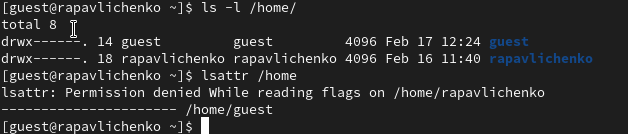 [guest@rapavlichenko ~]$ ls -l /home/
total 8
drwx------. 14 guest         guest         4096 Feb 17 12:24 guest
drwx------. 18 rapavlichenko rapavlichenko 4096 Feb 16 11:40 rapavlichenko
[guest@rapavlichenko ~]$ lsattr /home
lsattr: Permission denied While reading flags on /home/rapavlichenko
---------------------- /home/guest
[guest@rapavlichenko ~]$